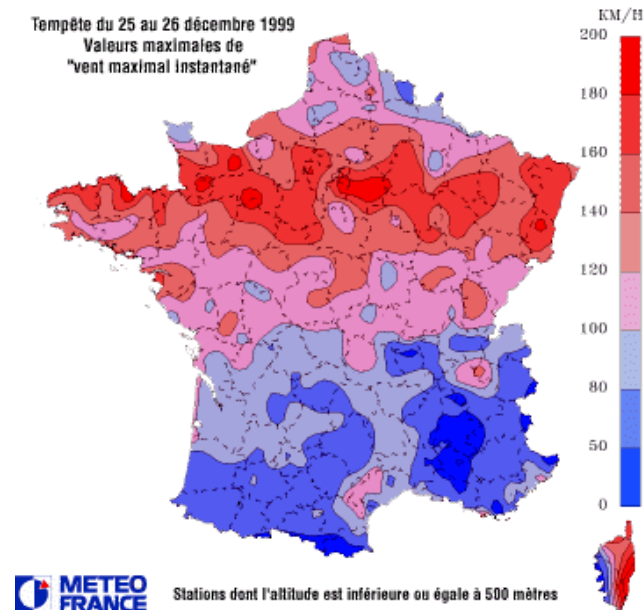 Tempête du 25 au 26 décembre 1999
Valeurs maximales de
"vent maximal instantané"
KM/H
200
180
160
140
120
100
80
50
0
METEO
FRANCE
Stations dont l'altitude est inférieure ou égale à 500 mètres